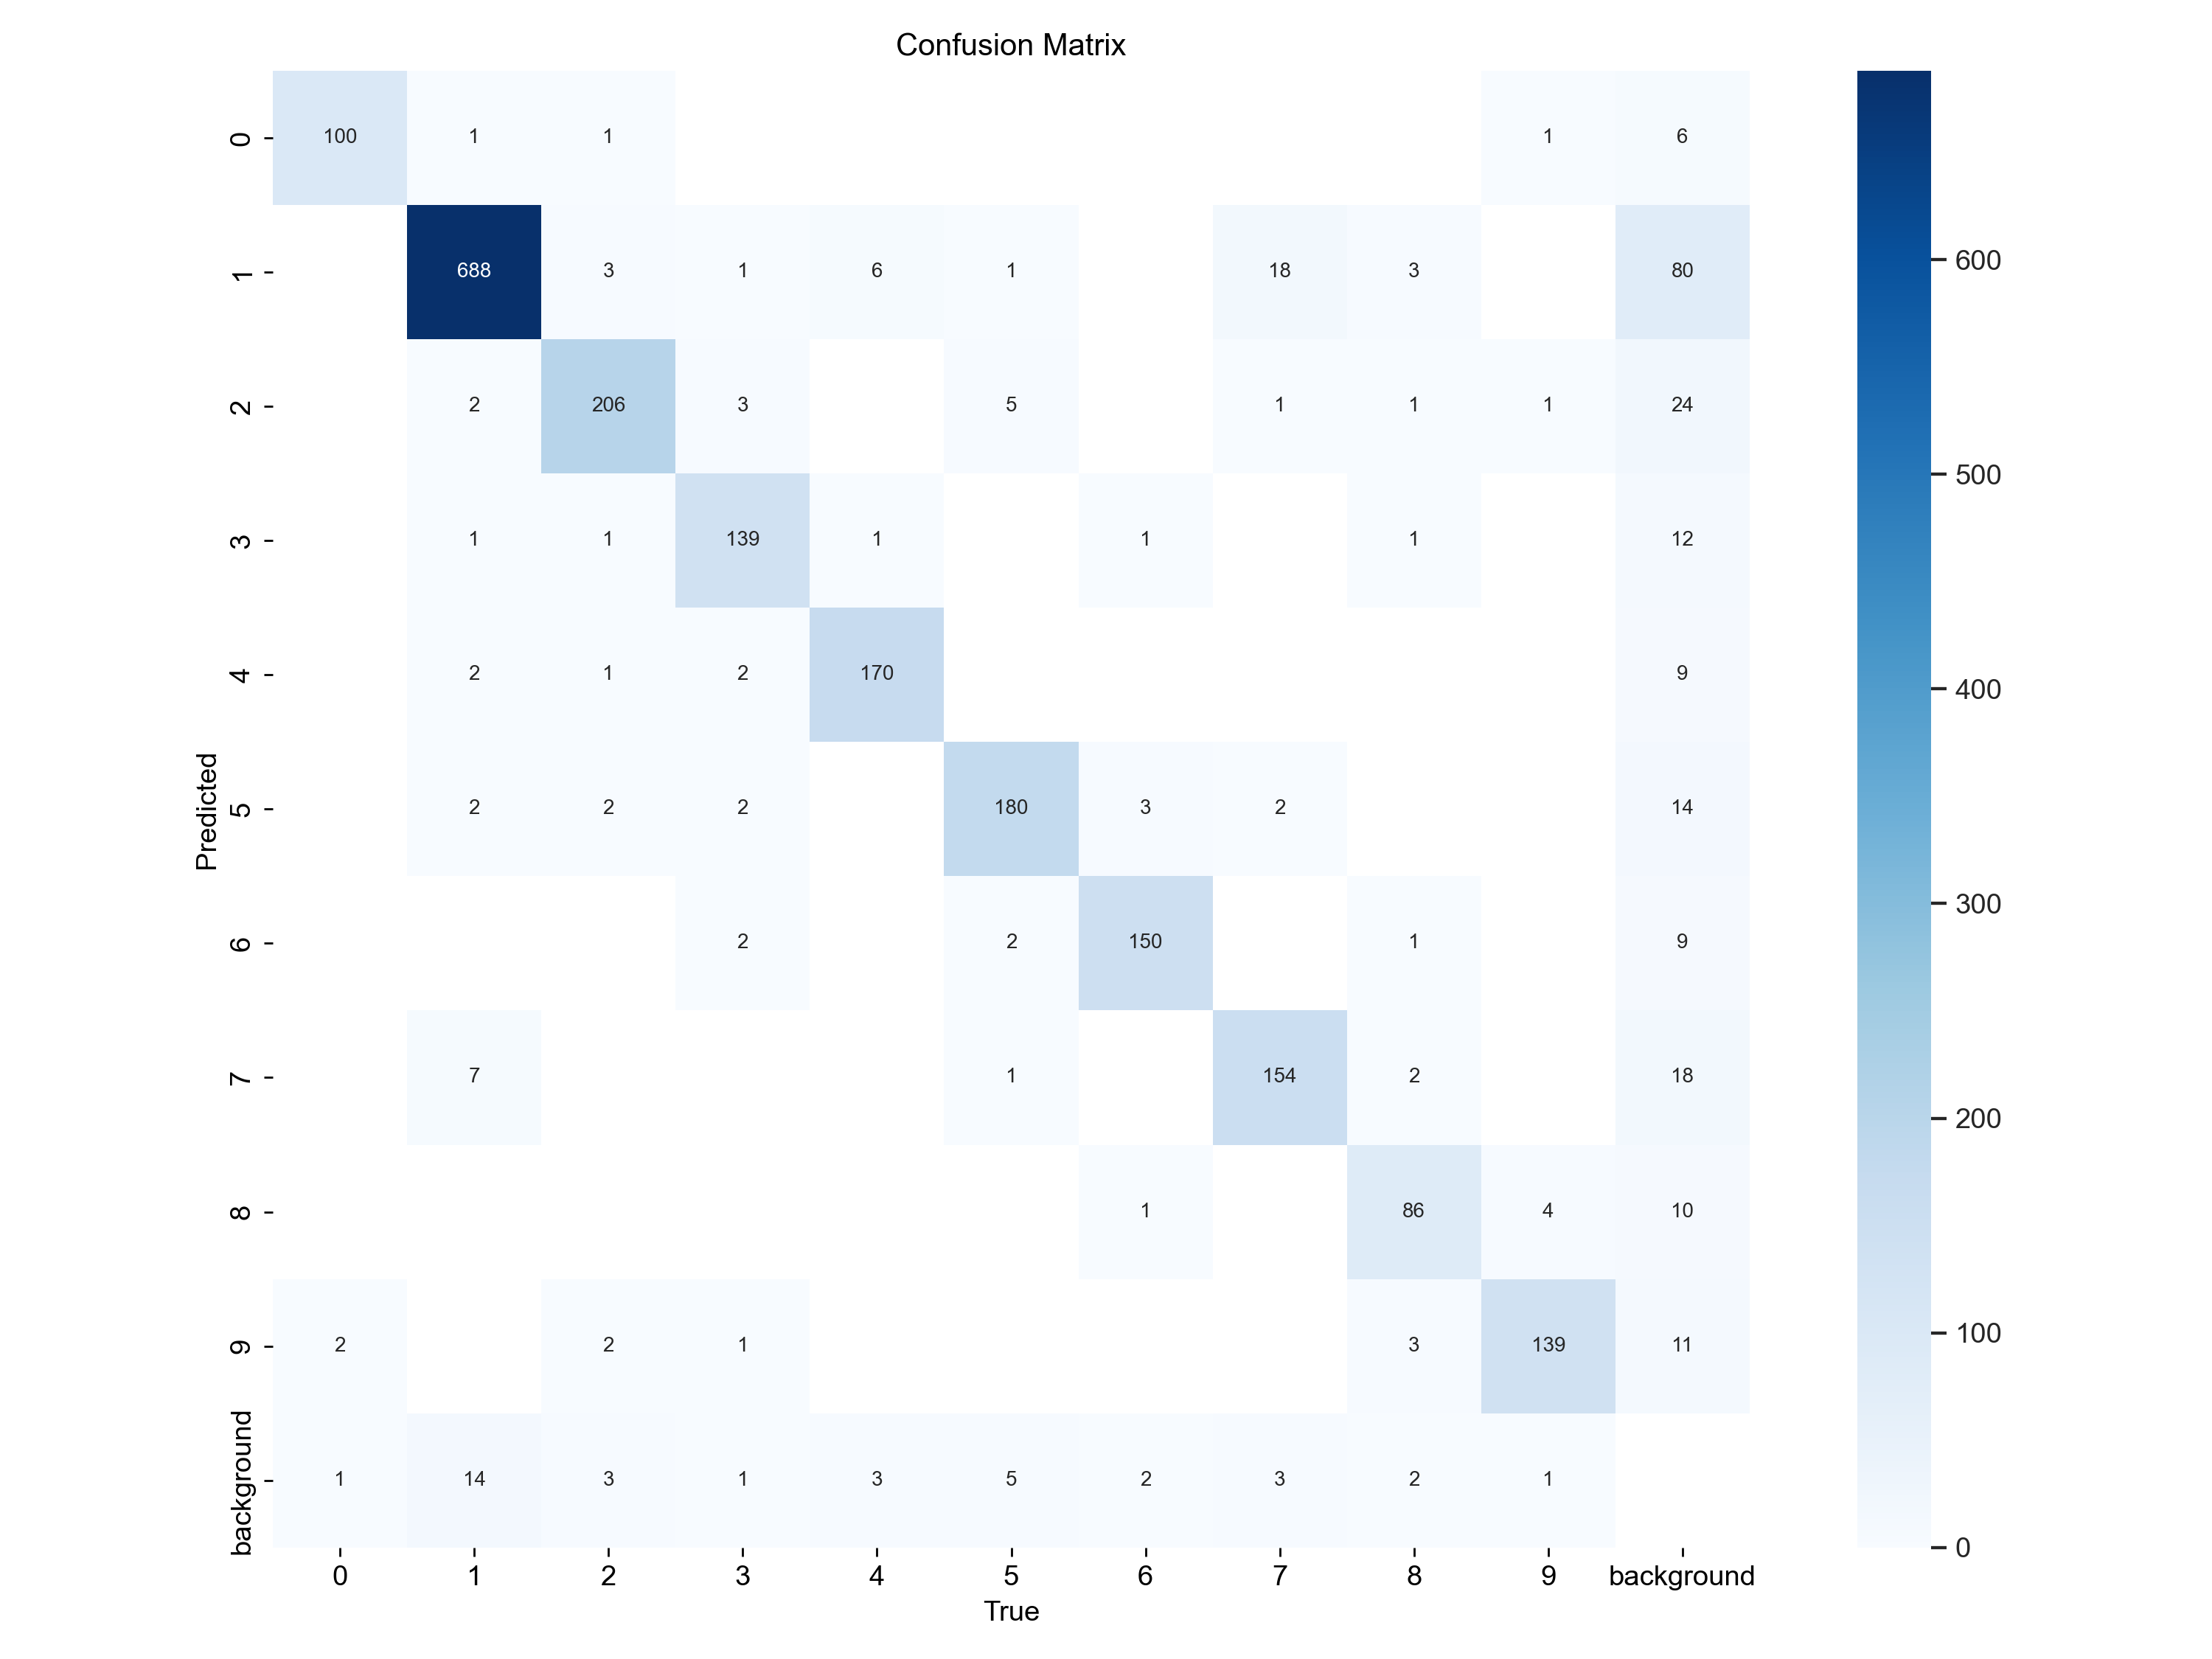 Confusion Matrix
0 100 1 1 1 6
1 688 3 1 6 1 18 3 80
600
2 2 206 3 5 1 1 1 24
500
3 1 1 139 1 1 1 12
400
4 2 1 2 170 9
Predicted
5 2 2 2 180 3 2 14
300
6 2 2 150 1 9
7 7 1 154 2 18
200
8 1 86 4 10
100
9 2 2 1 3 139 11
background 1 14 3 1 3 5 2 3 2 1
0
0 1 2 3 4 5 6 7 8 9 background
True